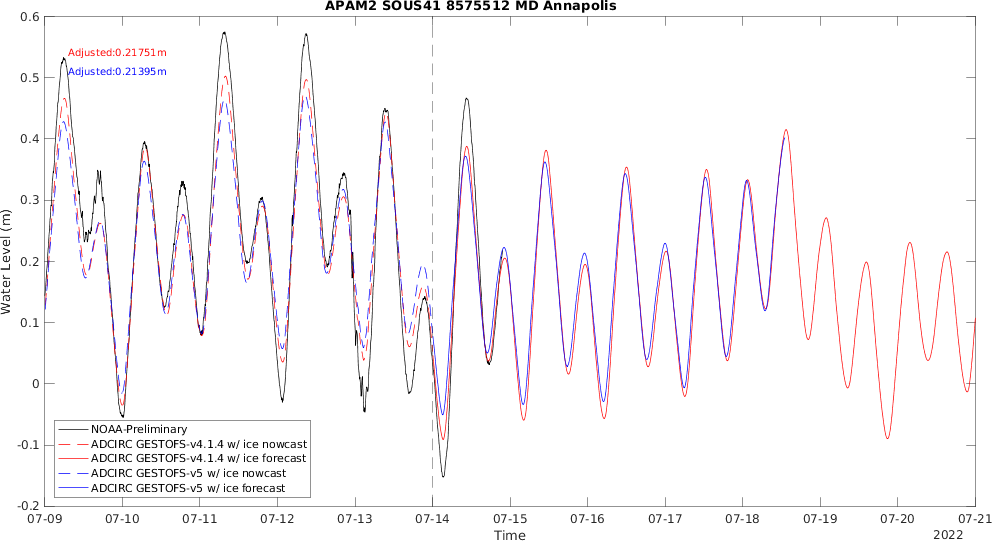 APAM2 SOUS41 8575512 MD Annapolis
0.6
0.5
0.4
0.3
0.2
0.1
0
-0.1
-0.2
Water Level (m)
Adjusted:0.21751m
Adjusted:0.21395m
NOAA-Preliminary
ADCIRC GESTOFS-v4.1.4 w/ ice nowcast
ADCIRC GESTOFS-v4.1.4 w/ ice forecast
ADCIRC GESTOFS-v5 w/ ice nowcast
ADCIRC GESTOFS-v5 w/ ice forecast
07-09 07-10 07-11 07-12 07-13 07-14 07-15 07-16 07-17 07-18 07-19 07-20 07-21
Time
2022